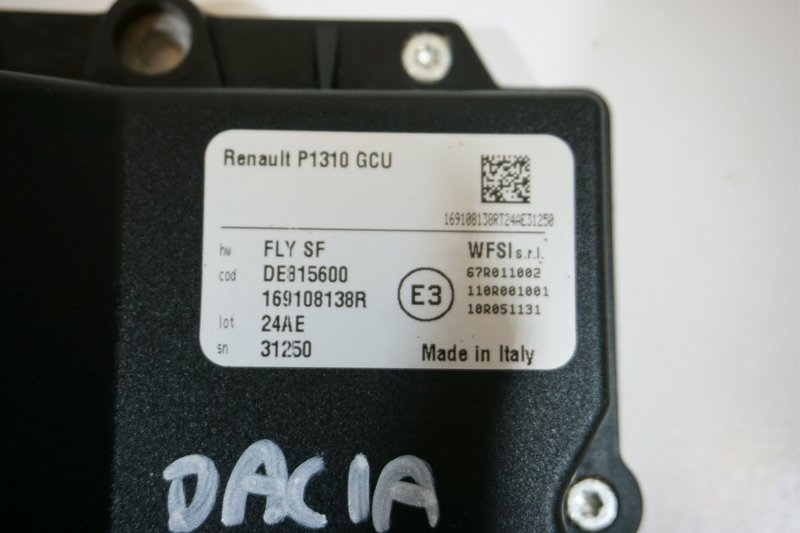 Renault P1310 GCU
169108138RT24AE31250
hw FLY SF
WFSI s.r.l.
cod DE815600
67R011002
169108138R
E3
110R001001
10R051131
lot 24AE
sn 31250
Made in Italy
DACIA